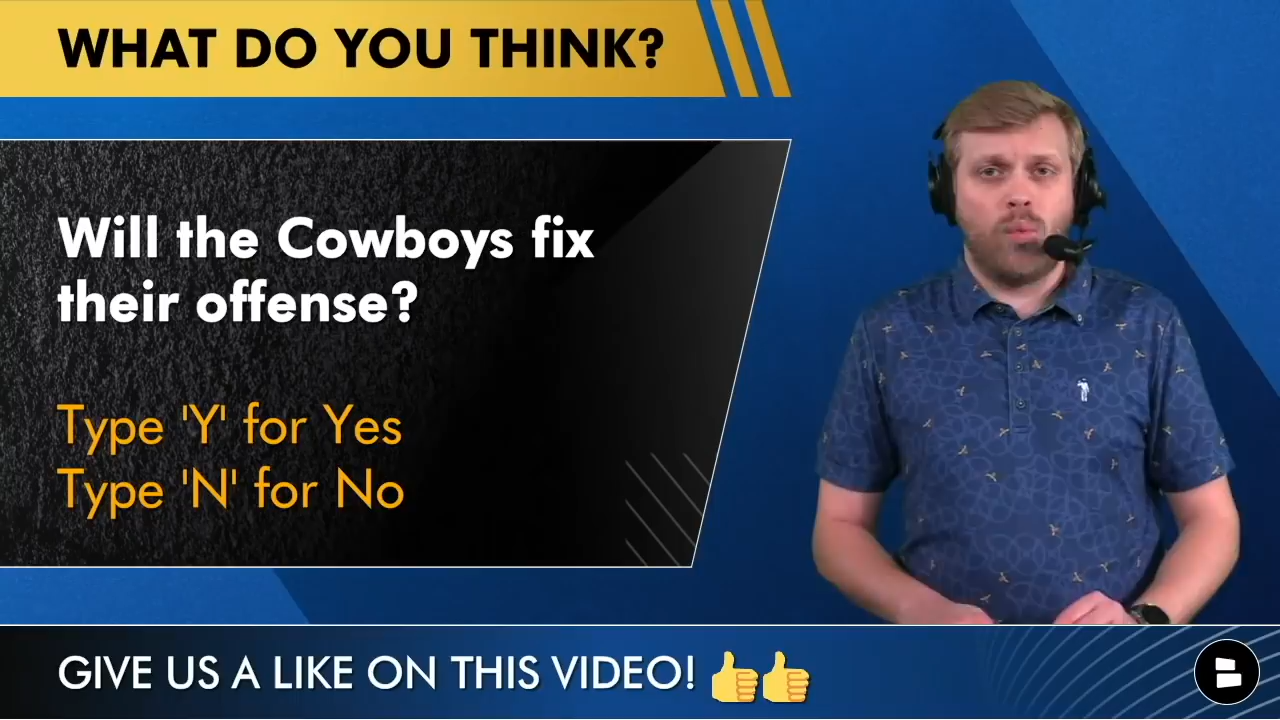 WHAT DO YOU THINK?
Will the Cowboys fix
their offense?
Type 'Y' for Yes
Type 'N' for No
GIVE US A LIKE ON THIS VIDEO!